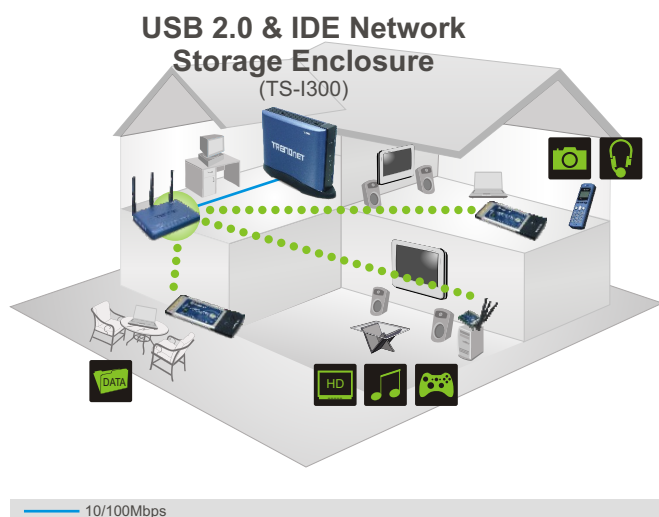 USB 2.0 & IDE Network
Storage Enclosure
(TS-I300)
TRENDNET
DATA
HD
10/100Mbps